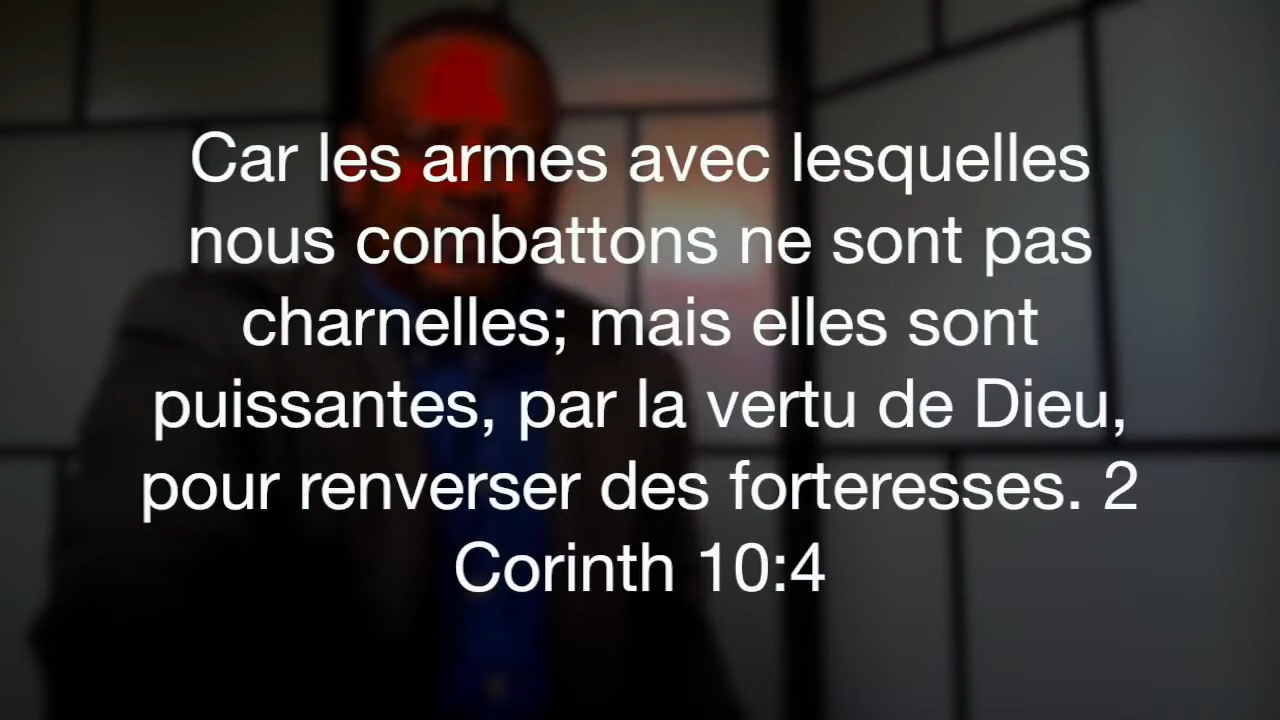 Car les armes avec lesquelles
nous combattons ne sont pas
charnelles; mais elles sont
puissantes, par la vertu de Dieu,
pour renverser des forteresses. 2
Corinth 10:4